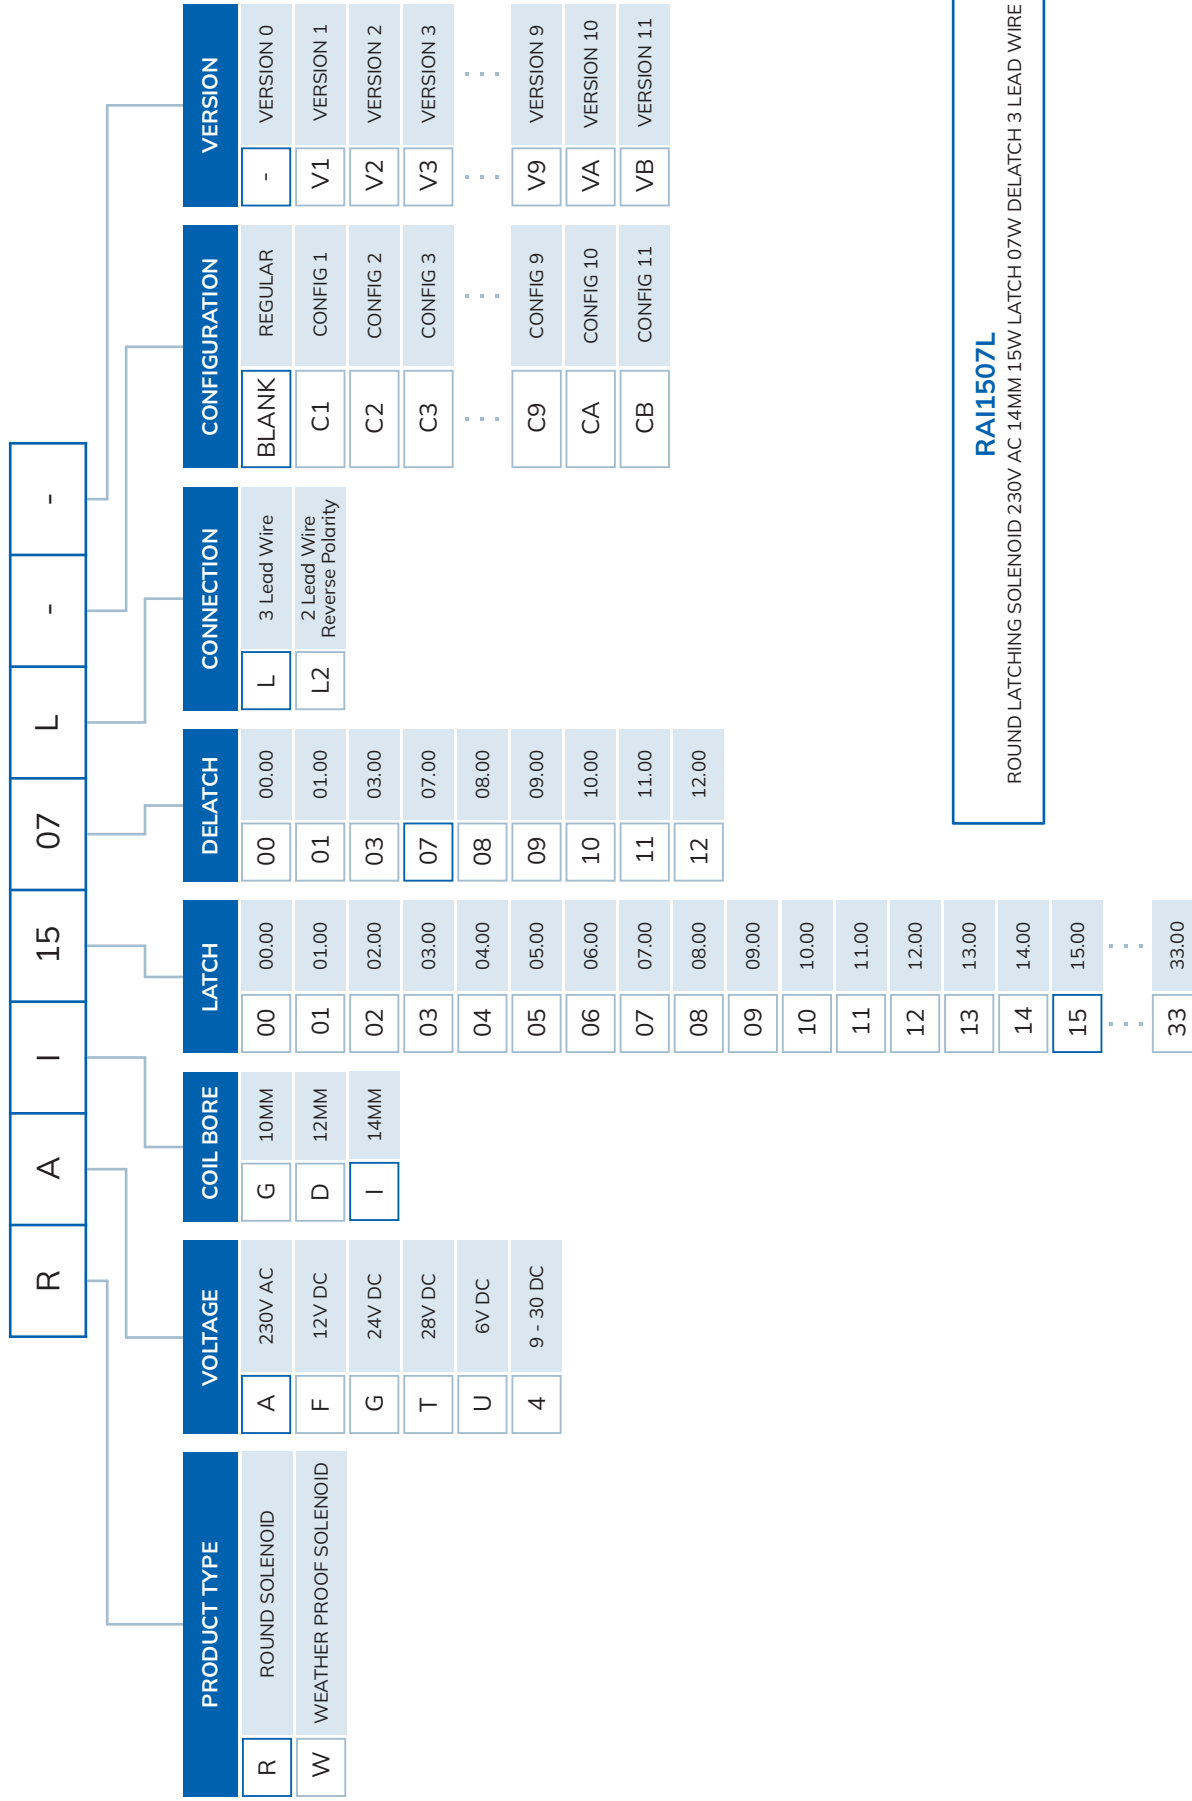 R A I 15 07 L - -
PRODUCT TYPE
R ROUND SOLENOID
W WEATHER PROOF SOLENOID
VOLTAGE
A 230V AC
F 12V DC
G 24V DC
T 28V DC
U 6V DC
4 9 - 30 DC
COIL BORE
G 10MM
D 12MM
I 14MM
LATCH
00 00.00
01 01.00
02 02.00
03 03.00
04 04.00
05 05.00
06 06.00
07 07.00
08 08.00
09 09.00
10 10.00
11 11.00
12 12.00
13 13.00
14 14.00
15 15.00
33 33.00
DELATCH
00 00.00
01 01.00
03 03.00
07 07.00
08 08.00
09 09.00
10 10.00
11 11.00
12 12.00
CONNECTION
L 3 Lead Wire
L2 2 Lead Wire
Reverse Polarity
CONFIGURATION
BLANK REGULAR
C1 CONFIG 1
C2 CONFIG 2
C3 CONFIG 3
C9 CONFIG 9
CA CONFIG 10
CB CONFIG 11
VERSION
- VERSION 0
V1 VERSION 1
V2 VERSION 2
V3 VERSION 3
V9 VERSION 9
VA VERSION 10
VB VERSION 11
RAI1507L
ROUND LATCHING SOLENOID 230V AC 14MM 15W LATCH 07W DELATCH 3 LEAD WIRE